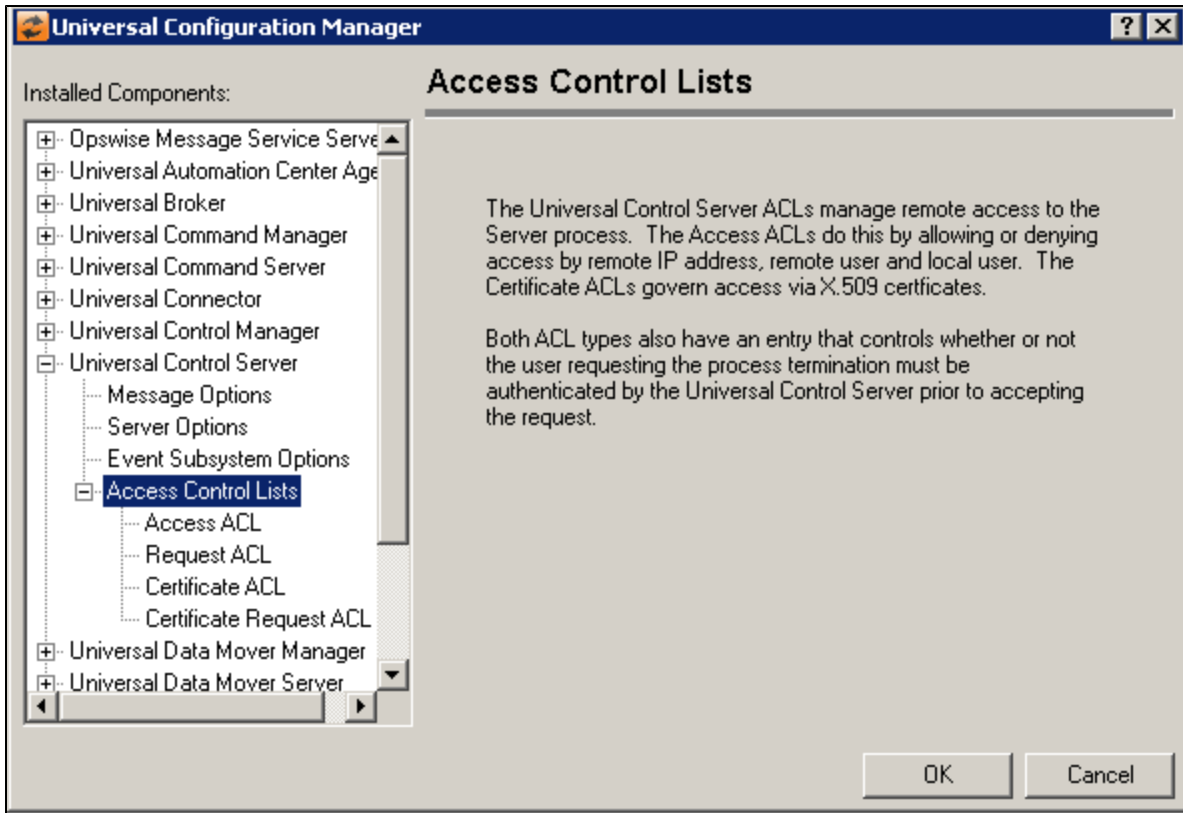 Universal Configuration Manager
Installed Components:
Opswise Message Service Serve
Universal Automation Center Age
Universal Broker
Universal Command Manager
Universal Command Server
Universal Connector
Universal Control Manager
Universal Control Server
Message Options
Server Options
Event Subsystem Options
Access Control Lists
Access ACL
Request ACL
Certificate ACL
Certificate Request ACL
Universal Data Mover Manager
Universal Data Mover Server
Access Control Lists
The Universal Control Server ACLs manage remote access to the
Server process. The Access ACLs do this by allowing or denying
access by remote IP address, remote user and local user. The
Certificate ACLs govern access via X.509 certficates.
Both ACL types also have an entry that controls whether or not
the user requesting the process termination must be
authenticated by the Universal Control Server prior to accepting
the request.
OK
Cancel